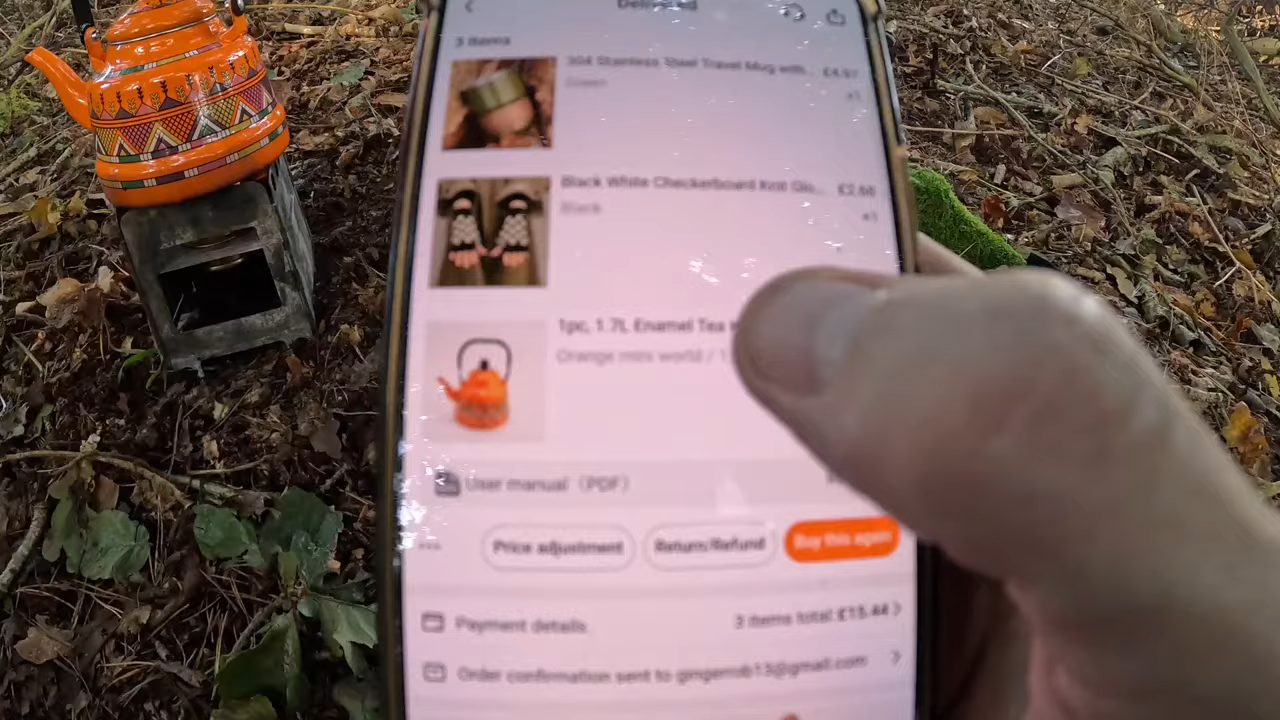 Delivered
3 items
304 Stainless Steel Travel Mug with... £4.97
Green
x1
Black White Checkerboard Knit Glo... £2.68
Black
x1
1pc, 1.7L Enamel Tea
Orange mini world / 1
User manual (PDF)
Price adjustment
Return/Refund
Buy this again
Payment details
3 items total: £15.44
Order confirmation sent to gingerrob13@gmail.com